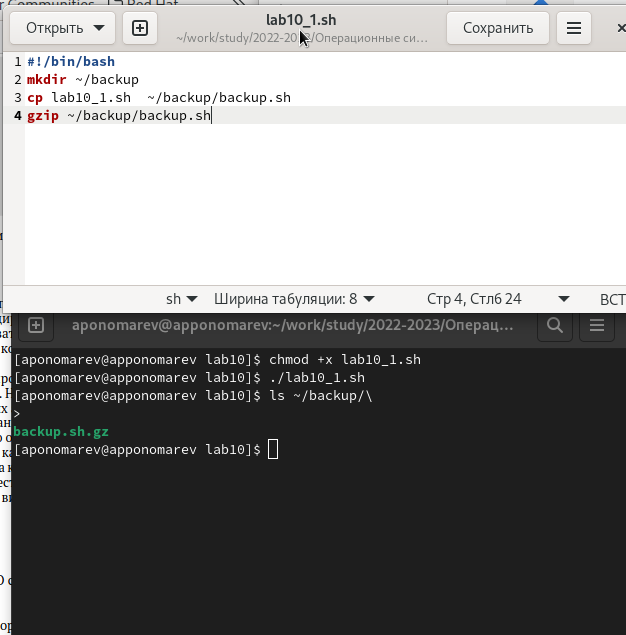 Communities Red Hat
Открыть lab10_1.sh Сохранить
~/work/study/2022-202/Операционные си…
1 #!/bin/bash
2 mkdir ~/backup
3 cp lab10_1.sh  ~/backup/backup.sh
4 gzip ~/backup/backup.sh
sh Ширина табуляции: 8 Стр 4, Стлб 24 ВСТ
aponomarev@apponomarev:~/work/study/2022-2023/Операц…
[aponomarev@apponomarev lab10]$ chmod +x lab10_1.sh
[aponomarev@apponomarev lab10]$ ./lab10_1.sh
[aponomarev@apponomarev lab10]$ ls ~/backup/\
>
backup.sh.gz
[aponomarev@apponomarev lab10]$